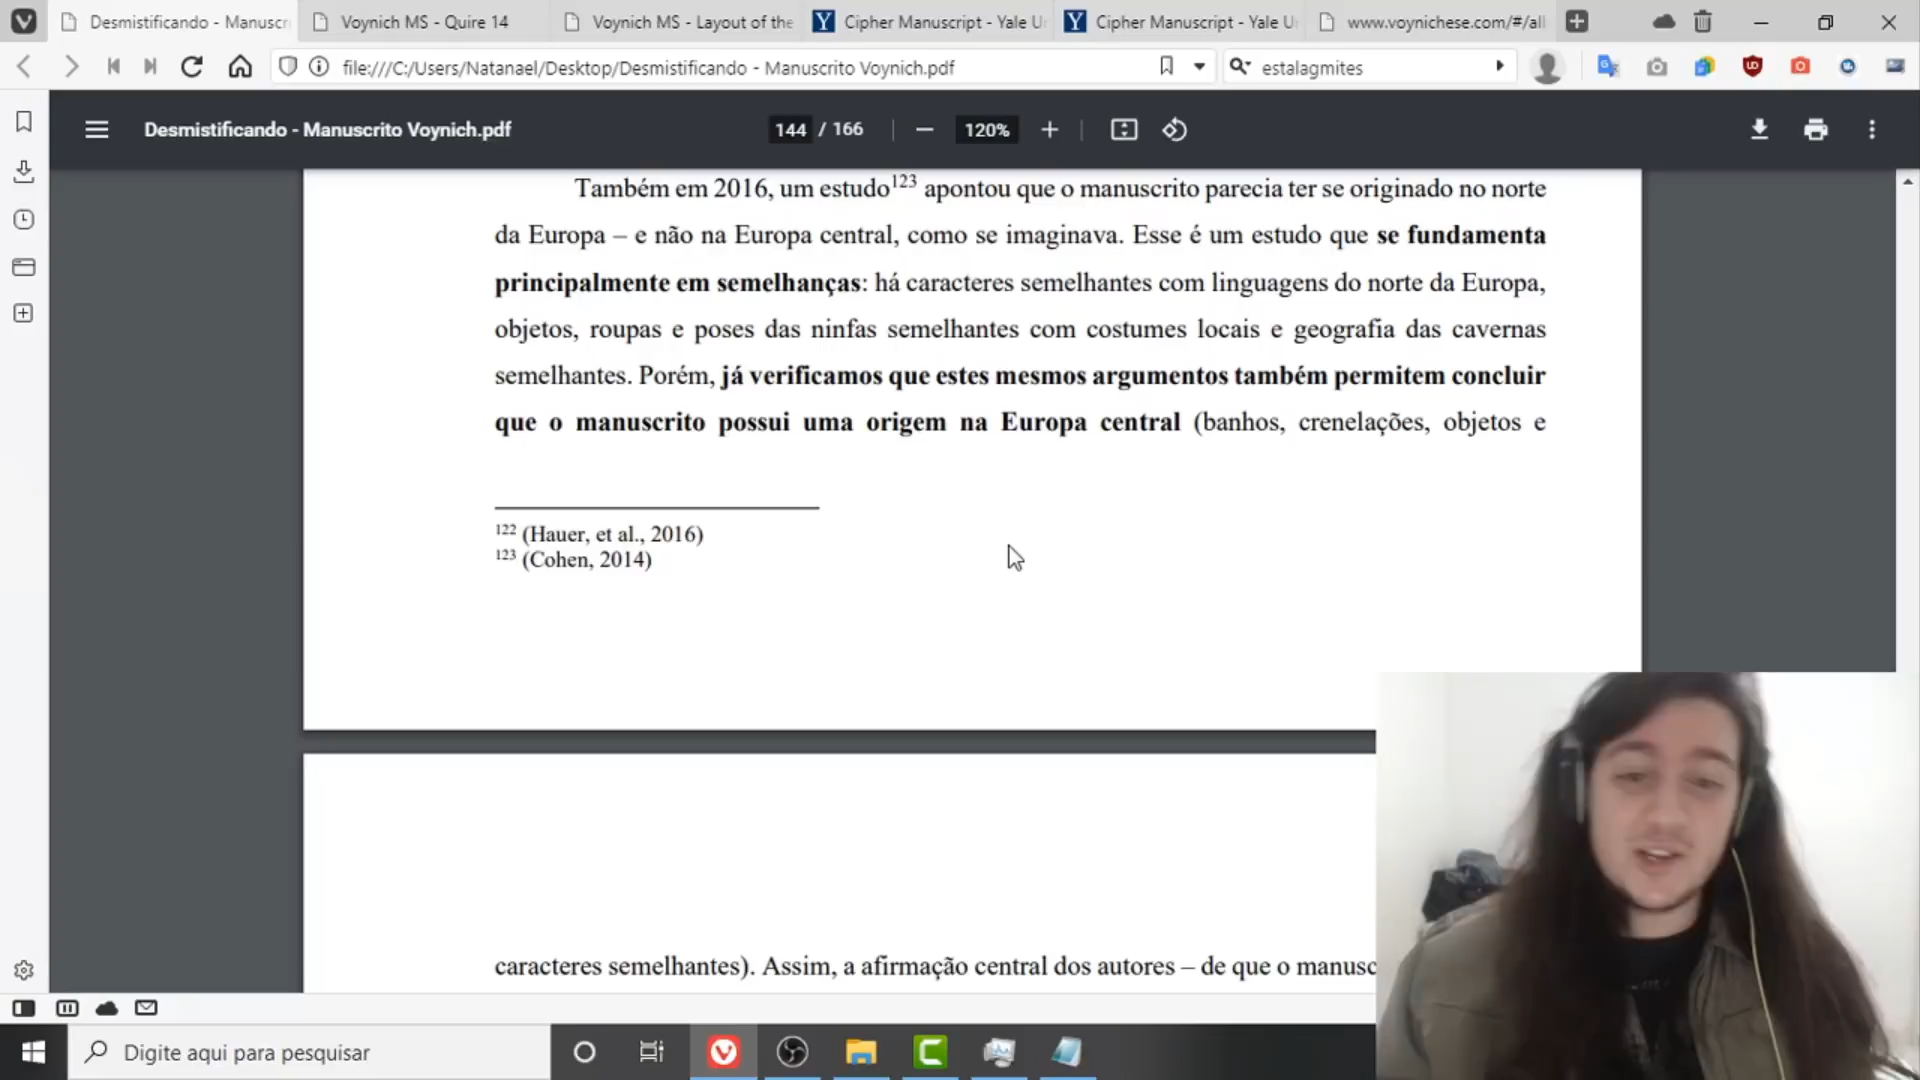 Desmistificando - Manuscr
Voynich MS - Quire 14
Voynich MS - Layout of the
Cipher Manuscript - Yale U
Cipher Manuscript - Yale U
www.voynichese.com/#/all
file:///C:/Users/Natanael/Desktop/Desmistificando - Manuscrito Voynich.pdf
estalagmites
Desmistificando - Manuscrito Voynich.pdf
144 / 166
120%
Também em 2016, um estudo123 apontou que o manuscrito parecia ter se originado no norte
da Europa – e não na Europa central, como se imaginava. Esse é um estudo que se fundamenta
principalmente em semelhanças: há caracteres semelhantes com linguagens do norte da Europa,
objetos, roupas e poses das ninfas semelhantes com costumes locais e geografia das cavernas
semelhantes. Porém, já verificamos que estes mesmos argumentos também permitem concluir
que o manuscrito possui uma origem na Europa central (banhos, crenelações, objetos e
122 (Hauer, et al., 2016)
123 (Cohen, 2014)
caracteres semelhantes). Assim, a afirmação central dos autores – de que o manusc
Digite aqui para pesquisar